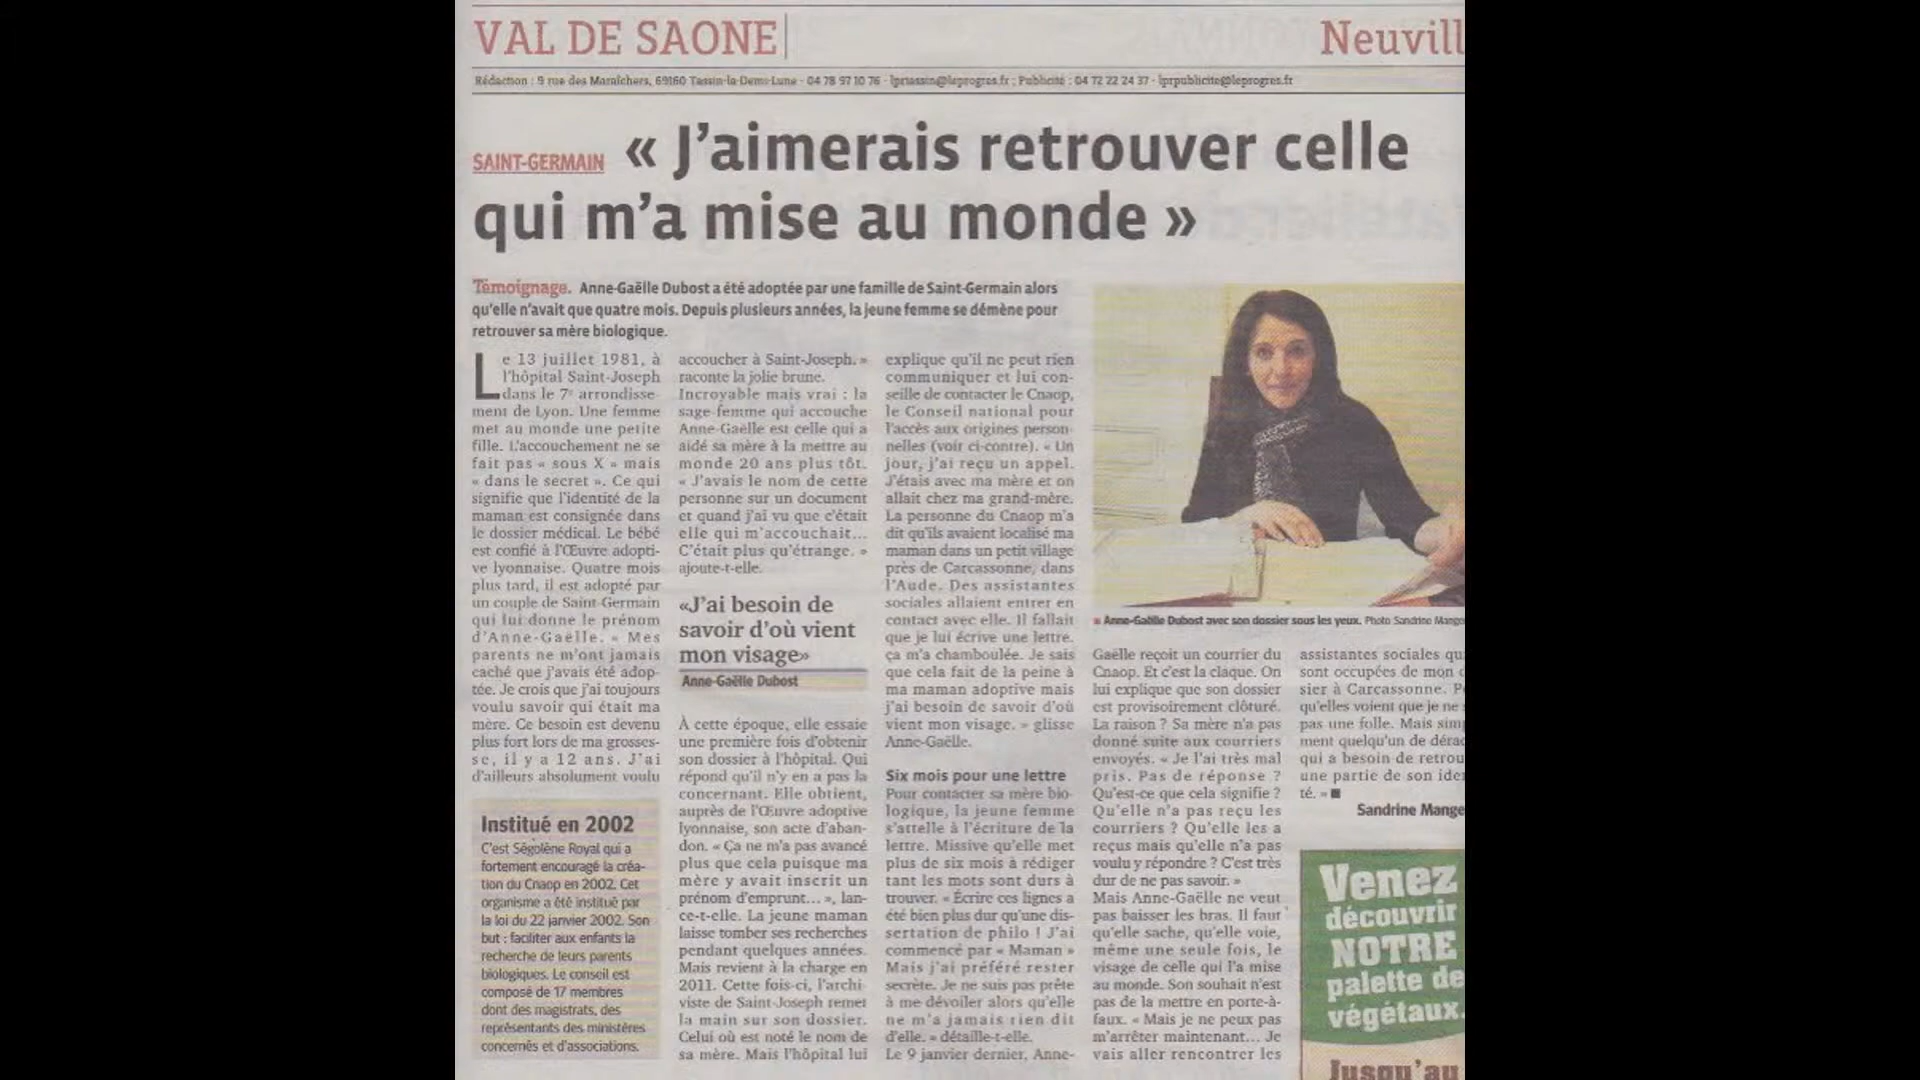 VAL DE SAONE
Neuvill
Rédaction : 9 rue des Maraîchers, 69160 Tassin-la-Demi-Lune - 04 78 97 10 76 - lprtassin@leprogres.fr ; Publicité : 04 72 22 24 37 - lprpublicite@leprogres.fr
SAINT-GERMAIN « J'aimerais retrouver celle
qui m'a mise au monde »
Témoignage. Anne-Gaëlle Dubost a été adoptée par une famille de Saint-Germain alors
qu'elle n'avait que quatre mois. Depuis plusieurs années, la jeune femme se démène pour
retrouver sa mère biologique.
Le 13 juillet 1981, à
l'hôpital Saint-Joseph
dans le 7e arrondisse-
ment de Lyon. Une femme
met au monde une petite
fille. L'accouchement ne se
fait pas « sous X » mais
« dans le secret ». Ce qui
signifie que l'identité de la
maman est consignée dans
le dossier médical. Le bébé
est confié à l'Œuvre adopti-
ve lyonnaise. Quatre mois
plus tard, il est adopté par
un couple de Saint-Germain
qui lui donne le prénom
d'Anne-Gaëlle. « Mes
parents ne m'ont jamais
caché que j'avais été adop-
tée. Je crois que j'ai toujours
voulu savoir qui était ma
mère. Ce besoin est devenu
plus fort lors de ma grosses-
se, il y a 12 ans. J'ai
d'ailleurs absolument voulu
Institué en 2002
C'est Ségolène Royal qui a
fortement encouragé la créa-
tion du Cnaop en 2002. Cet
organisme a été institué par
la loi du 22 janvier 2002. Son
but : faciliter aux enfants la
recherche de leurs parents
biologiques. Le conseil est
composé de 17 membres
dont des magistrats, des
représentants des ministères
concernés et d'associations.
accoucher à Saint-Joseph. »
raconte la jolie brune.
Incroyable mais vrai : la
sage-femme qui accouche
Anne-Gaëlle est celle qui a
aidé sa mère à la mettre au
monde 20 ans plus tôt.
« J'avais le nom de cette
personne sur un document
et quand j'ai vu que c'était
elle qui m'accouchait...
C'était plus qu'étrange. »
ajoute-t-elle.
«J'ai besoin de
savoir d'où vient
mon visage»
Anne-Gaëlle Dubost
À cette époque, elle essaie
une première fois d'obtenir
son dossier à l'hôpital. Qui
répond qu'il n'y en a pas la
concernant. Elle obtient,
auprès de l'Œuvre adoptive
lyonnaise, son acte d'aban-
don. « Ça ne m'a pas avancé
plus que cela puisque ma
mère y avait inscrit un
prénom d'emprunt... », lan-
ce-t-elle. La jeune maman
laisse tomber ses recherches
pendant quelques années.
Mais revient à la charge en
2011. Cette fois-ci, l'archi-
viste de Saint-Joseph remet
la main sur son dossier.
Celui où est noté le nom de
sa mère. Mais l'hôpital lui
explique qu'il ne peut rien
communiquer et lui con-
seille de contacter le Cnaop,
le Conseil national pour
l'accès aux origines person-
nelles (voir ci-contre). « Un
jour, j'ai reçu un appel.
J'étais avec ma mère et on
allait chez ma grand-mère.
La personne du Cnaop m'a
dit qu'ils avaient localisé ma
maman dans un petit village
près de Carcassonne, dans
l'Aude. Des assistantes
sociales allaient entrer en
contact avec elle. Il fallait
que je lui écrive une lettre.
ça m'a chamboulée. Je sais
que cela fait de la peine à
ma maman adoptive mais
j'ai besoin de savoir d'où
vient mon visage. » glisse
Anne-Gaëlle.
Six mois pour une lettre
Pour contacter sa mère bio-
logique, la jeune femme
s'attelle à l'écriture de la
lettre. Missive qu'elle met
plus de six mois à rédiger
tant les mots sont durs à
trouver. « Écrire ces lignes a
été bien plus dur qu'une dis-
sertation de philo ! J'ai
commencé par « Maman »
Mais j'ai préféré rester
secrète. Je ne suis pas prête
à me dévoiler alors qu'elle
ne m'a jamais rien dit
d'elle. » détaille-t-elle.
Le 9 janvier dernier, Anne-
■ Anne-Gaëlle Dubost avec son dossier sous les yeux. Photo Sandrine Mange
Gaëlle reçoit un courrier du
Cnaop. Et c'est la claque. On
lui explique que son dossier
est provisoirement clôturé.
La raison ? Sa mère n'a pas
donné suite aux courriers
envoyés. « Je l'ai très mal
pris. Pas de réponse ?
Qu'est-ce que cela signifie ?
Qu'elle n'a pas reçu les
courriers ? Qu'elle les a
reçus mais qu'elle n'a pas
voulu y répondre ? C'est très
dur de ne pas savoir. »
Mais Anne-Gaëlle ne veut
pas baisser les bras. Il faut
qu'elle sache, qu'elle voie,
même une seule fois, le
visage de celle qui l'a mise
au monde. Son souhait n'est
pas de la mettre en porte-à-
faux. « Mais je ne peux pas
m'arrêter maintenant... Je
vais aller rencontrer les
assistantes sociales qu
sont occupées de mon
sier à Carcassonne. P
qu'elles voient que je ne
pas une folle. Mais sim
ment quelqu'un de dérac
qui a besoin de retrou
une partie de son iden
té. » ■
Sandrine Mange
Venez
découvrir
NOTRE
palette de
végétaux.
Jusqu'au